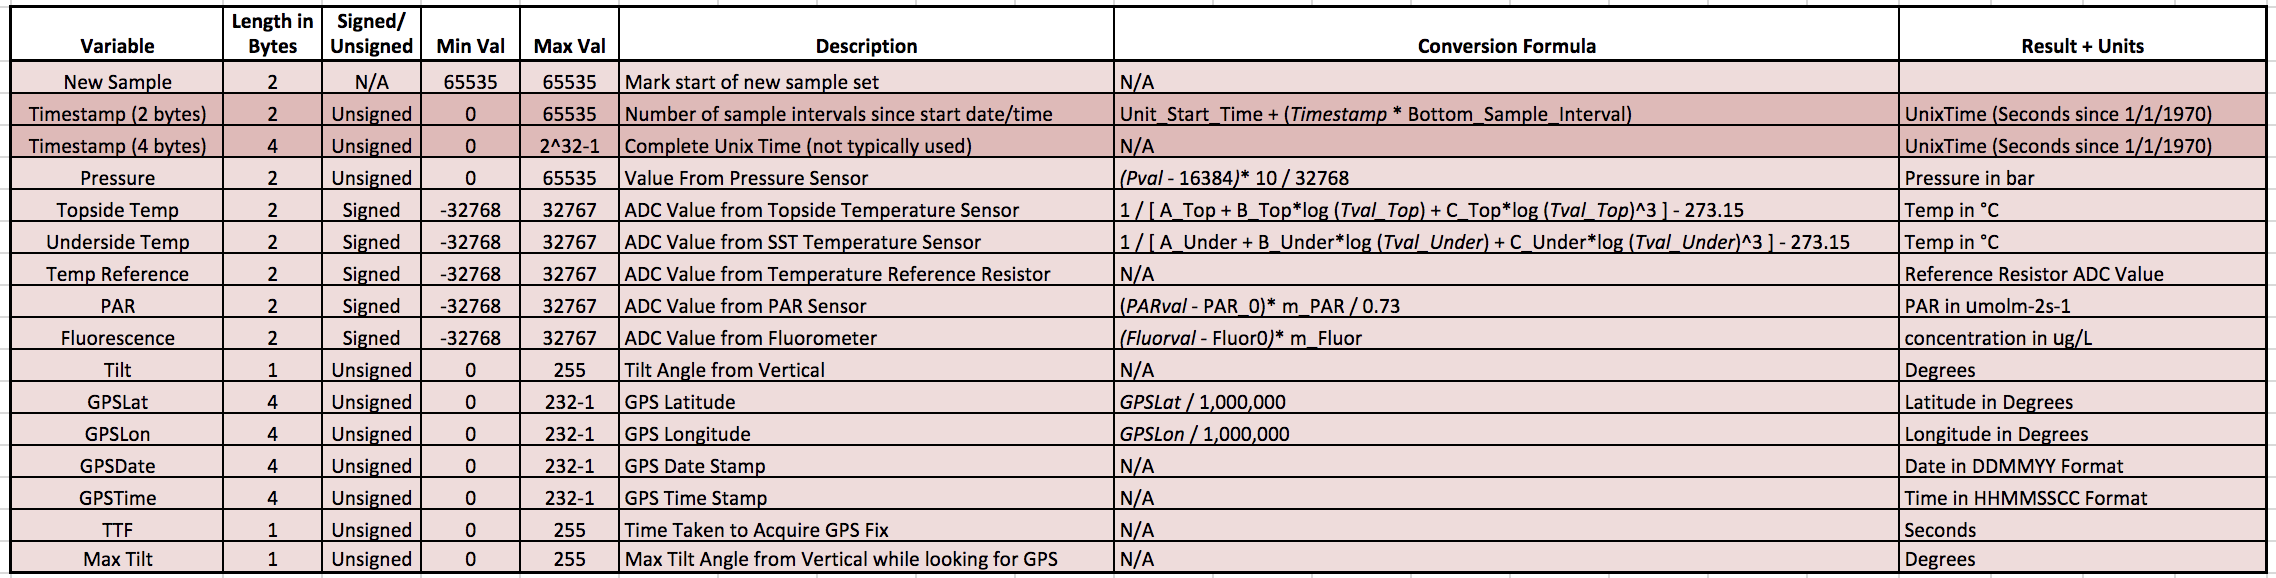 Variable Length in Bytes Signed/ Unsigned Min Val Max Val Description Conversion Formula Result + Units
New Sample 2 N/A 65535 65535 Mark start of new sample set N/A
Timestamp (2 bytes) 2 Unsigned 0 65535 Number of sample intervals since start date/time Unit_Start_Time + (Timestamp * Bottom_Sample_Interval) UnixTime (Seconds since 1/1/1970)
Timestamp (4 bytes) 4 Unsigned 0 2^32-1 Complete Unix Time (not typically used) N/A UnixTime (Seconds since 1/1/1970)
Pressure 2 Unsigned 0 65535 Value From Pressure Sensor (Pval - 16384)* 10 / 32768 Pressure in bar
Topside Temp 2 Signed -32768 32767 ADC Value from Topside Temperature Sensor 1 / [ A_Top + B_Top*log (Tval_Top) + C_Top*log (Tval_Top)^3 ] - 273.15 Temp in °C
Underside Temp 2 Signed -32768 32767 ADC Value from SST Temperature Sensor 1 / [ A_Under + B_Under*log (Tval_Under) + C_Under*log (Tval_Under)^3 ] - 273.15 Temp in °C
Temp Reference 2 Signed -32768 32767 ADC Value from Temperature Reference Resistor N/A Reference Resistor ADC Value
PAR 2 Signed -32768 32767 ADC Value from PAR Sensor (PARval - PAR_0)* m_PAR / 0.73 PAR in umolm-2s-1
Fluorescence 2 Signed -32768 32767 ADC Value from Fluorometer (Fluorval - Fluor0)* m_Fluor concentration in ug/L
Tilt 1 Unsigned 0 255 Tilt Angle from Vertical N/A Degrees
GPSLat 4 Unsigned 0 232-1 GPS Latitude GPSLat / 1,000,000 Latitude in Degrees
GPSLon 4 Unsigned 0 232-1 GPS Longitude GPSLon / 1,000,000 Longitude in Degrees
GPSDate 4 Unsigned 0 232-1 GPS Date Stamp N/A Date in DDMMYY Format
GPSTime 4 Unsigned 0 232-1 GPS Time Stamp N/A Time in HHMMSSCC Format
TTF 1 Unsigned 0 255 Time Taken to Acquire GPS Fix N/A Seconds
Max Tilt 1 Unsigned 0 255 Max Tilt Angle from Vertical while looking for GPS N/A Degrees